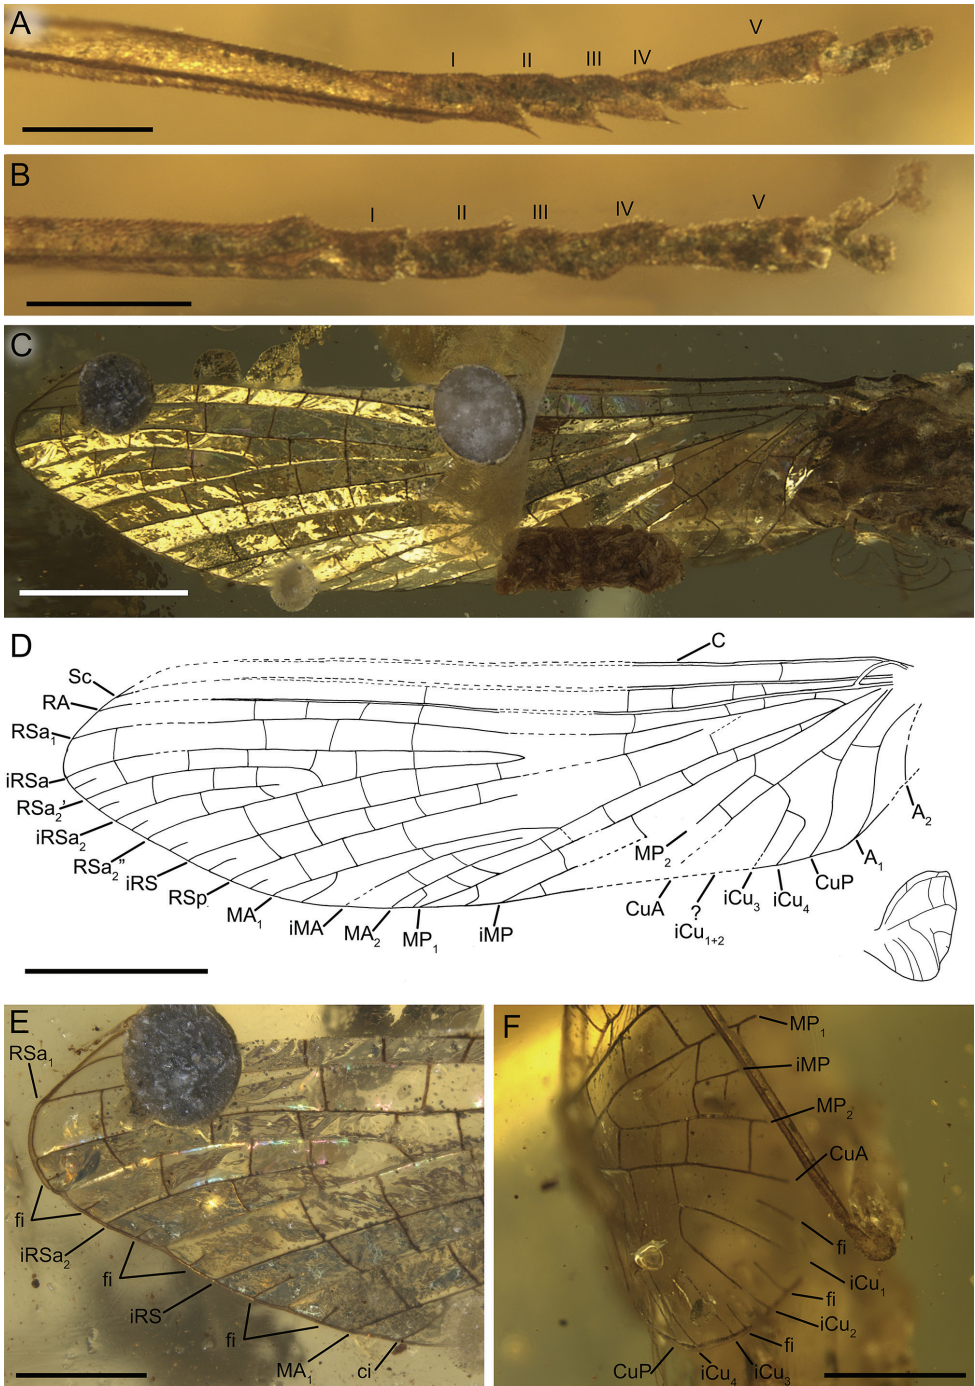 A
I II III IV V
B
I II III IV V
C
D
C
Sc
RA
RSa1
iRSa
RSa2'
iRSa2
RSa2"
iRS
RSp
MA1
iMA
MA2
MP1
iMP
MP2
CuA
?
iCu1+2
iCu3
iCu4
CuP
A1
A2
E
RSa1
fi
iRSa2
fi
iRS
fi
MA1
ci
F
MP1
iMP
MP2
CuA
fi
iCu1
fi
iCu2
fi
iCu3
iCu4
CuP